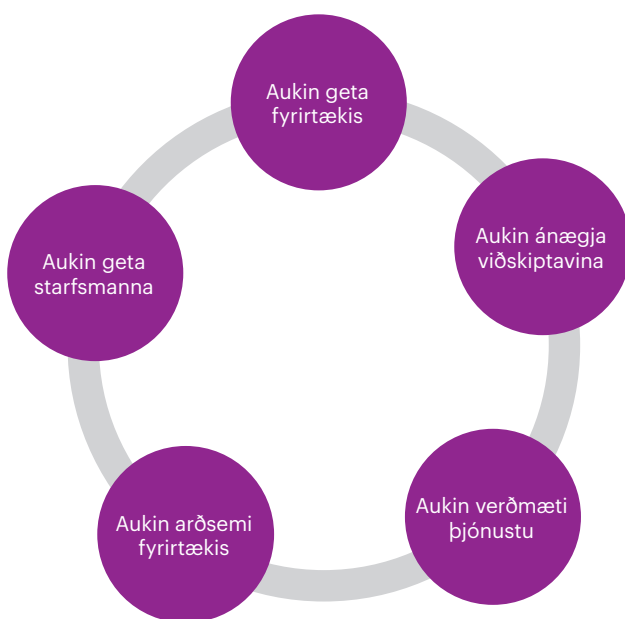 Aukin geta
fyrirtækis
Aukin ánægja
viðskiptavina
Aukin geta
starfsmanna
Aukin verðmæti
þjónustu
Aukin arðsemi
fyrirtækis